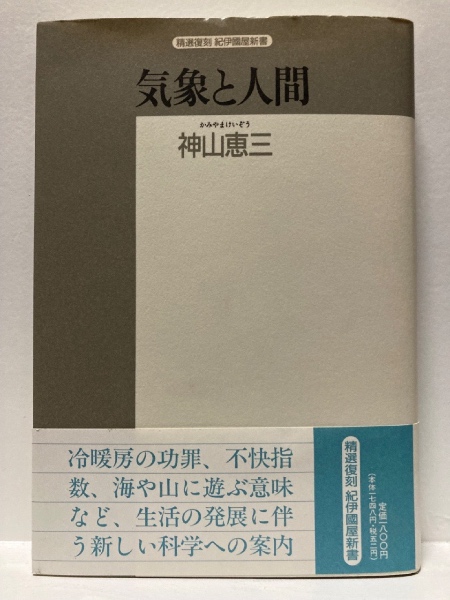 精選復刻 紀伊國屋新書
気象と人間
かみやまけいぞう
神山恵三
冷暖房の功罪、不快指
数、海や山に遊ぶ意味
など、生活の発展に伴
う新しい科学への案内
精選復刻 紀伊國屋新書
定価一八〇〇円
(本体一七四八円・税五二円)